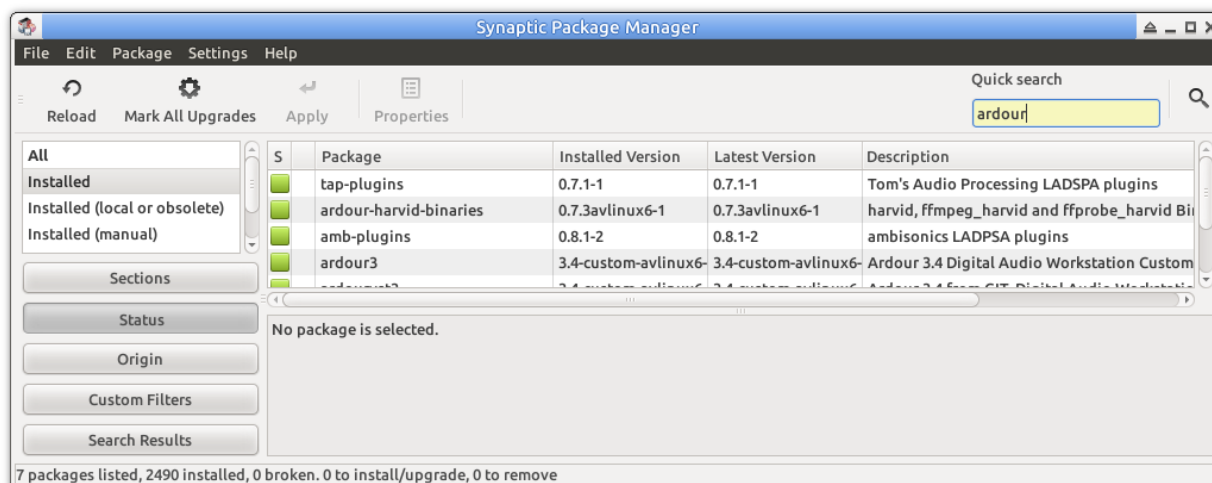 Synaptic Package Manager
File Edit Package Settings Help
Reload Mark All Upgrades Apply Properties
Quick search
ardour
All
Installed
Installed (local or obsolete)
Installed (manual)
Sections
Status
Origin
Custom Filters
Search Results
S Package Installed Version Latest Version Description
tap-plugins 0.7.1-1 0.7.1-1 Tom's Audio Processing LADSPA plugins
ardour-harvid-binaries 0.7.3avlinux6-1 0.7.3avlinux6-1 harvid, ffmpeg_harvid and ffprobe_harvid Bi
amb-plugins 0.8.1-2 0.8.1-2 ambisonics LADPSA plugins
ardour3 3.4-custom-avlinux6- 3.4-custom-avlinux6- Ardour 3.4 Digital Audio Workstation Custom
No package is selected.
7 packages listed, 2490 installed, 0 broken. 0 to install/upgrade, 0 to remove